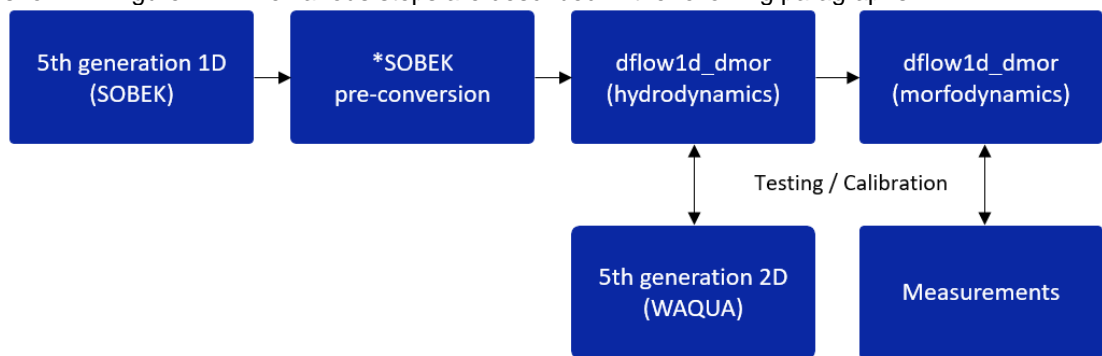 5th generation 1D
(SOBEK)
*SOBEK
pre-conversion
dflow1d_dmor
(hydrodynamics)
dflow1d_dmor
(morfodynamics)
Testing / Calibration
5th generation 2D
(WAQUA)
Measurements